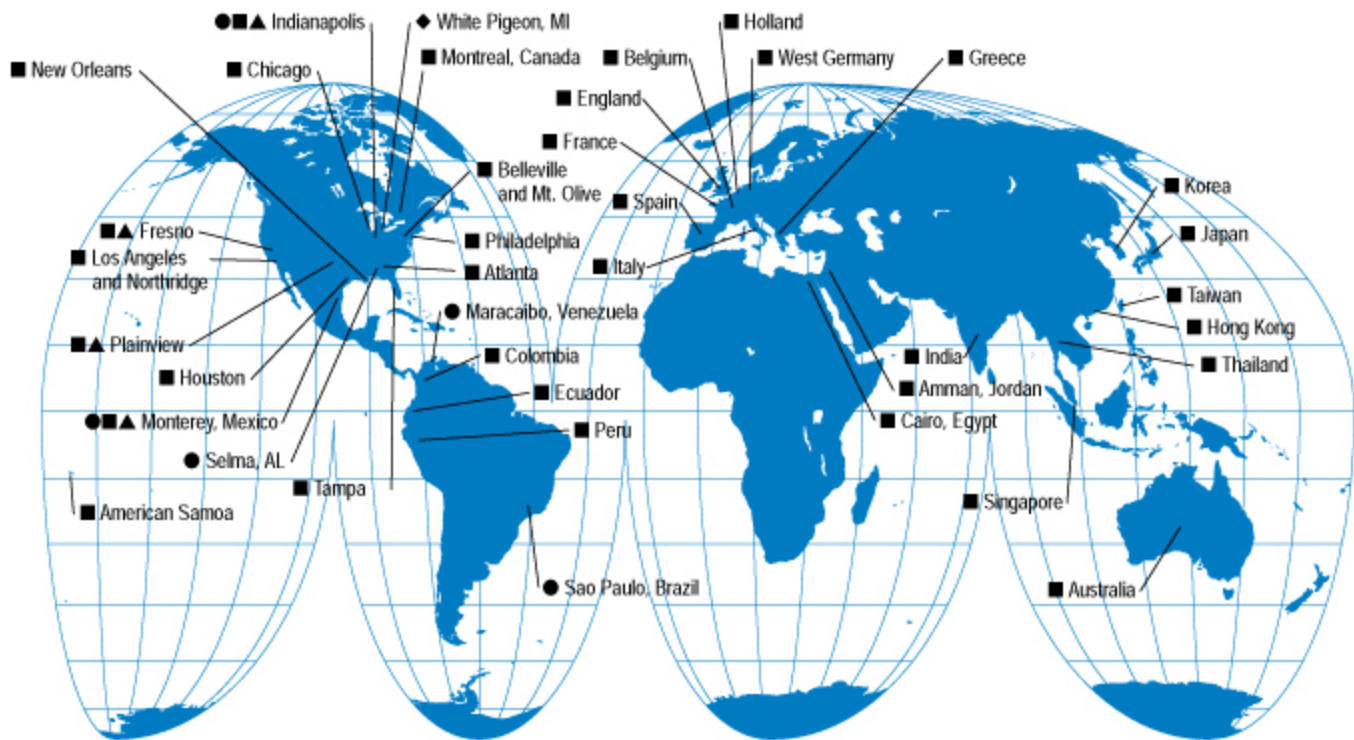 ●■▲ Indianapolis
◆ White Pigeon, MI
■ Holland
■ New Orleans
■ Chicago
■ Montreal, Canada
■ Belgium
■ West Germany
■ Greece
■ England
■ France
■ Belleville
and Mt. Olive
■ Spain
■ Korea
■▲ Fresno
■ Philadelphia
■ Japan
■ Los Angeles
and Northridge
■ Atlanta
■ Italy
■ Taiwan
● Maracaibo, Venezuela
■ Hong Kong
■▲ Plainview
■ Colombia
■ India
■ Thailand
■ Houston
■ Ecuador
■ Amman, Jordan
●■▲ Monterey, Mexico
■ Peru
■ Cairo, Egypt
● Selma, AL
■ Tampa
■ Singapore
■ American Samoa
● Sao Paulo, Brazil
■ Australia